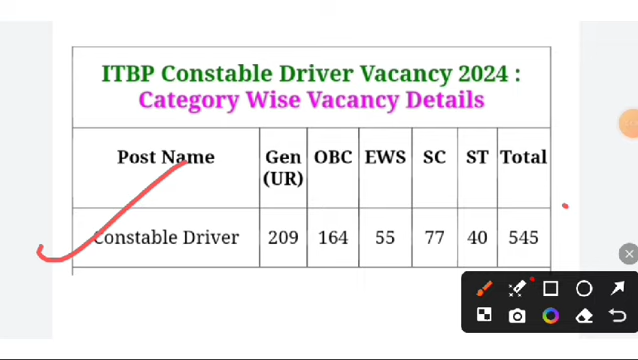 ITBP Constable Driver Vacancy 2024 :
Category Wise Vacancy Details
Post Name Gen (UR) OBC EWS SC ST Total
Constable Driver 209 164 55 77 40 545